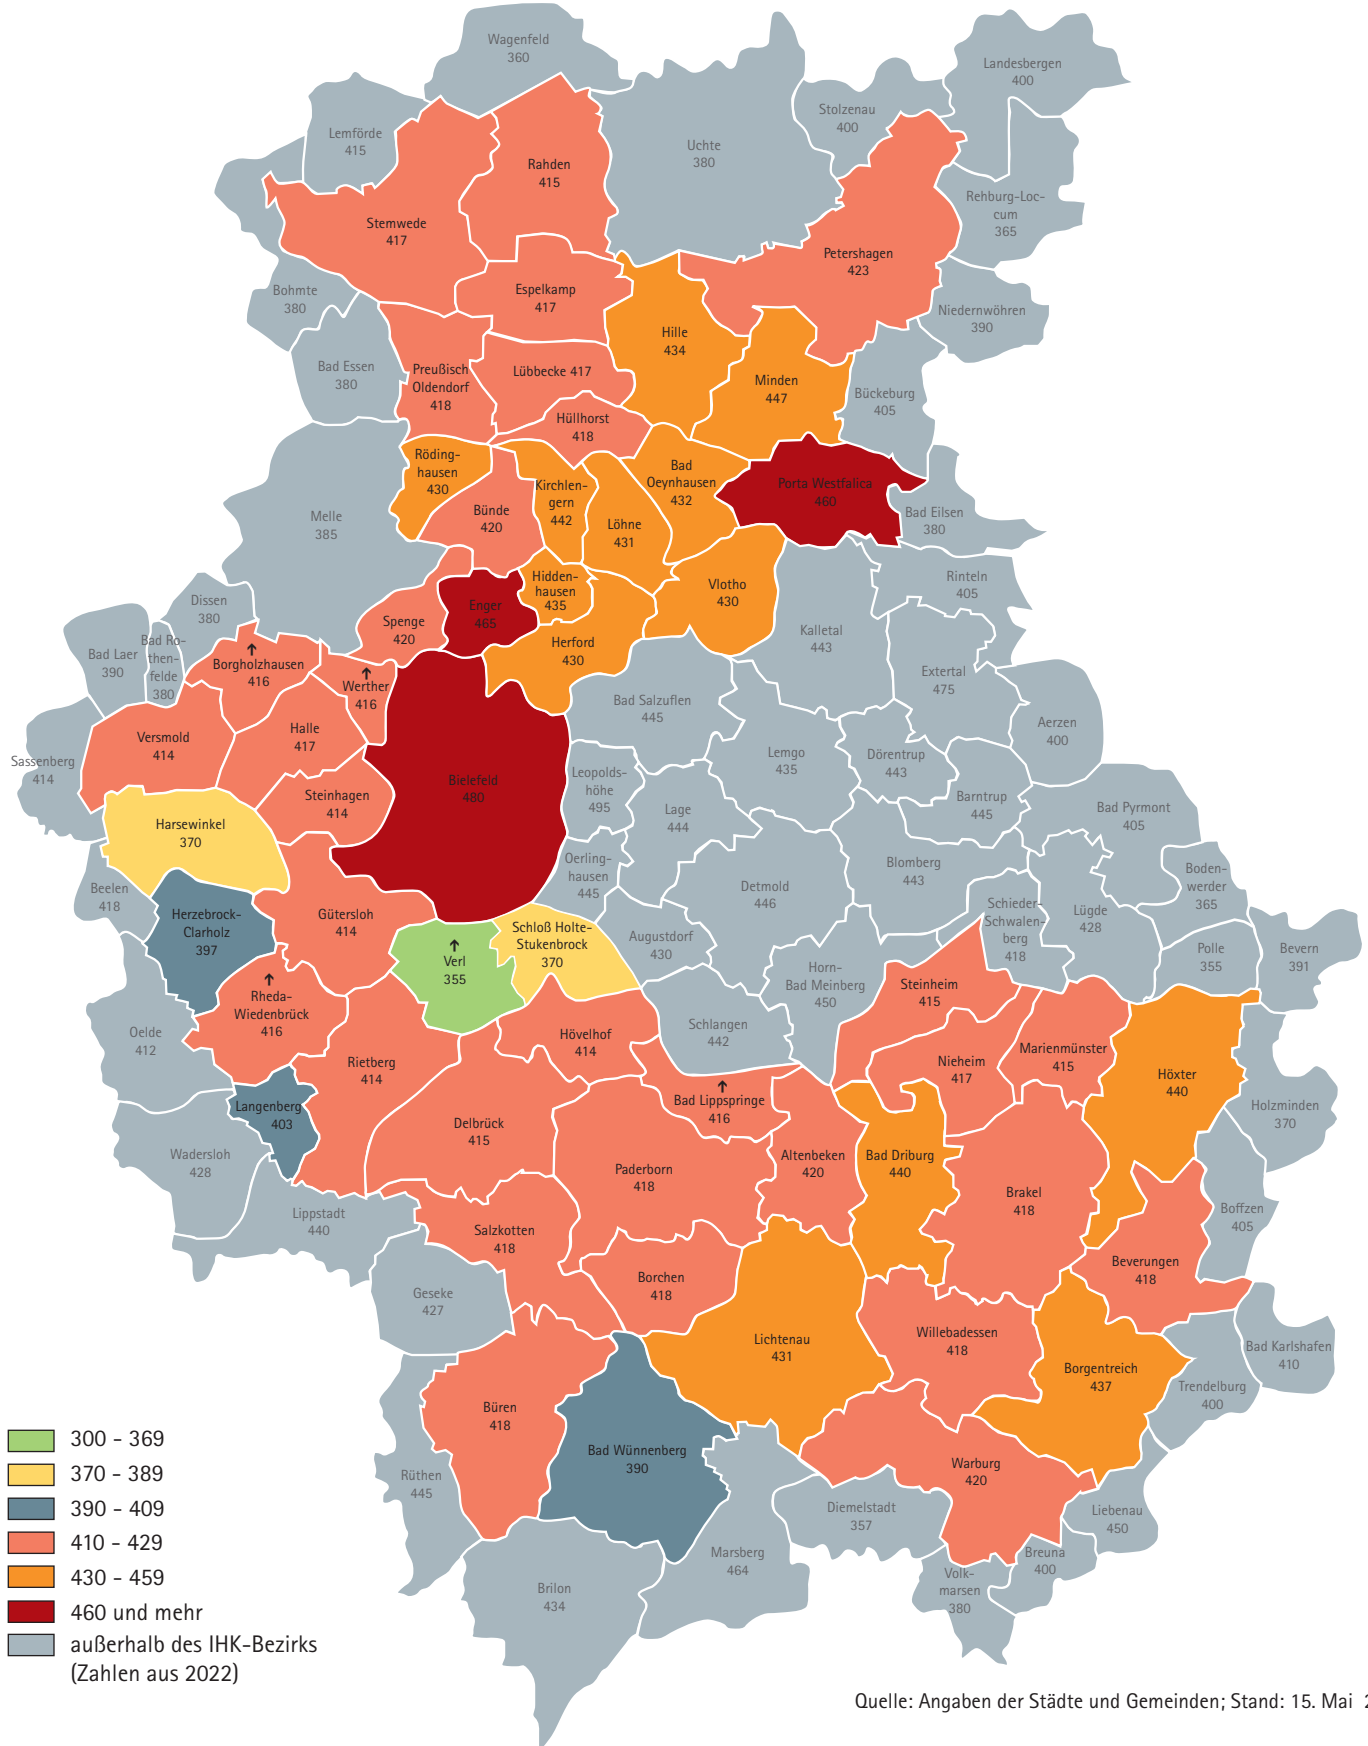 Wagenfeld
360
Landesbergen
400
Stolzenau
400
Lemförde
415
Uchte
380
Rahden
415
Rehburg-Loc-
cum
365
Stemwede
417
Petershagen
423
Bohmte
380
Espelkamp
417
Niedernwöhren
390
Hille
434
Bad Essen
380
Preußisch
Oldendorf
418
Lübbecke 417
Minden
447
Bückeburg
405
Hüllhorst
418
Röding-
hausen
430
Bad
Oeynhausen
432
Kirchlen-
gern
442
Porta Westfalica
460
Melle
385
Bünde
420
Löhne
431
Bad Eilsen
380
Hidden-
hausen
435
Vlotho
430
Rinteln
405
Dissen
380
Enger
465
Spenge
420
Kalletal
443
Bad Laer
390
Bad Ro-
then-
felde
380
↑
Borgholzhausen
416
↑
Werther
416
Herford
430
Extertal
475
Bad Salzuflen
445
Aerzen
400
Versmold
414
Halle
417
Sassenberg
414
Lemgo
435
Dörentrup
443
Bielefeld
480
Leopolds-
höhe
495
Steinhagen
414
Barntrup
445
Bad Pyrmont
405
Lage
444
Harsewinkel
370
Oerling-
hausen
445
Blomberg
443
Boden-
werder
365
Beelen
418
Detmold
446
Herzebrock-
Clarholz
397
Gütersloh
414
Schieder-
Schwalen-
berg
418
Lügde
428
Schloß Holte-
Stukenbrock
370
↑
Verl
355
Augustdorf
430
Polle
355
Bevern
391
Horn-
Bad Meinberg
450
Steinheim
415
↑
Rheda-
Wiedenbrück
416
Oelde
412
Schlangen
442
Hövelhof
414
Rietberg
414
Nieheim
417
Marienmünster
415
Höxter
440
Langenberg
403
↑
Bad Lippspringe
416
Holzminden
370
Delbrück
415
Wadersloh
428
Paderborn
418
Altenbeken
420
Bad Driburg
440
Brakel
418
Lippstadt
440
Boffzen
405
Salzkotten
418
Beverungen
418
Borchen
418
Geseke
427
Lichtenau
431
Willebadessen
418
Bad Karlshafen
410
Borgentreich
437
Trendelburg
400
Büren
418
Bad Wünnenberg
390
Rüthen
445
Warburg
420
Diemelstadt
357
Liebenau
450
Marsberg
464
Breuna
400
Volk-
marsen
380
Brilon
434
300 - 369
370 - 389
390 - 409
410 - 429
430 - 459
460 und mehr
außerhalb des IHK-Bezirks
(Zahlen aus 2022)
Quelle: Angaben der Städte und Gemeinden; Stand: 15. Mai